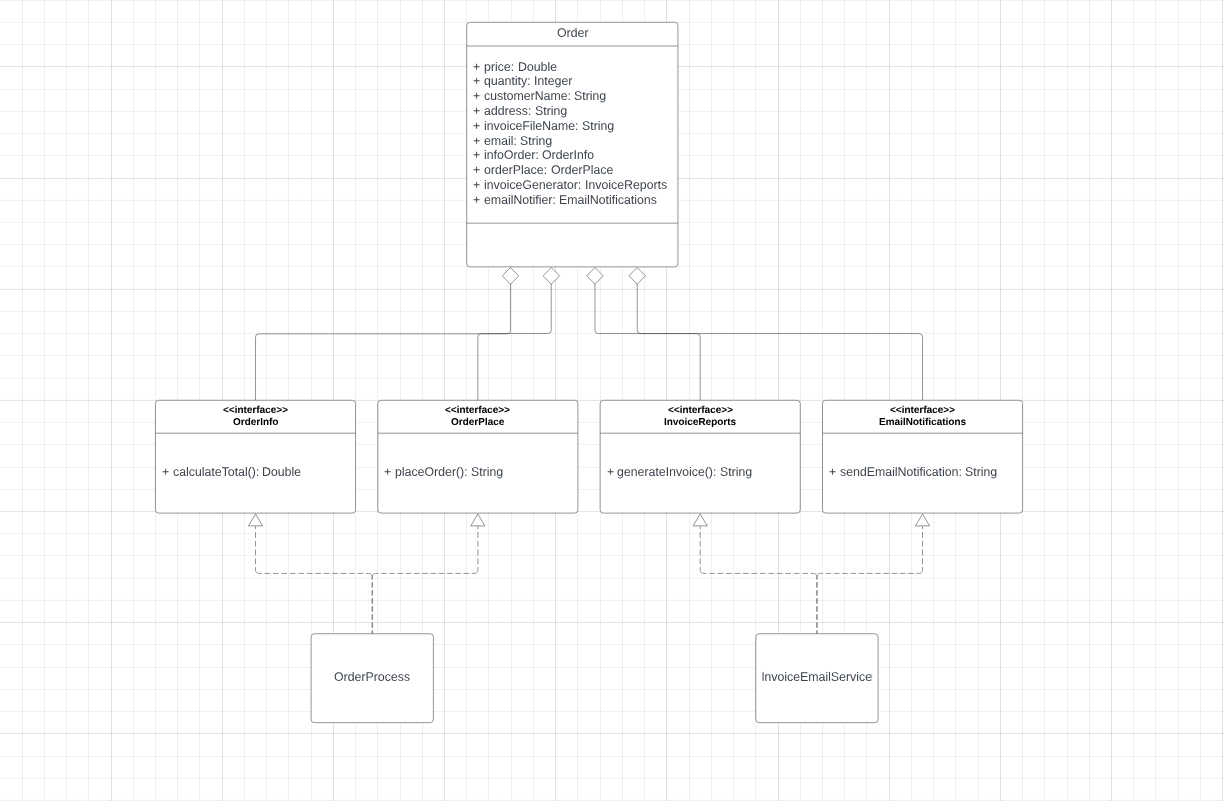 Order
+ price: Double
+ quantity: Integer
+ customerName: String
+ address: String
+ invoiceFileName: String
+ email: String
+ infoOrder: OrderInfo
+ orderPlace: OrderPlace
+ invoiceGenerator: InvoiceReports
+ emailNotifier: EmailNotifications
<<interface>>
OrderInfo
+ calculateTotal(): Double
<<interface>>
OrderPlace
+ placeOrder(): String
<<interface>>
InvoiceReports
+ generateInvoice(): String
<<interface>>
EmailNotifications
+ sendEmailNotification: String
OrderProcess
InvoiceEmailService